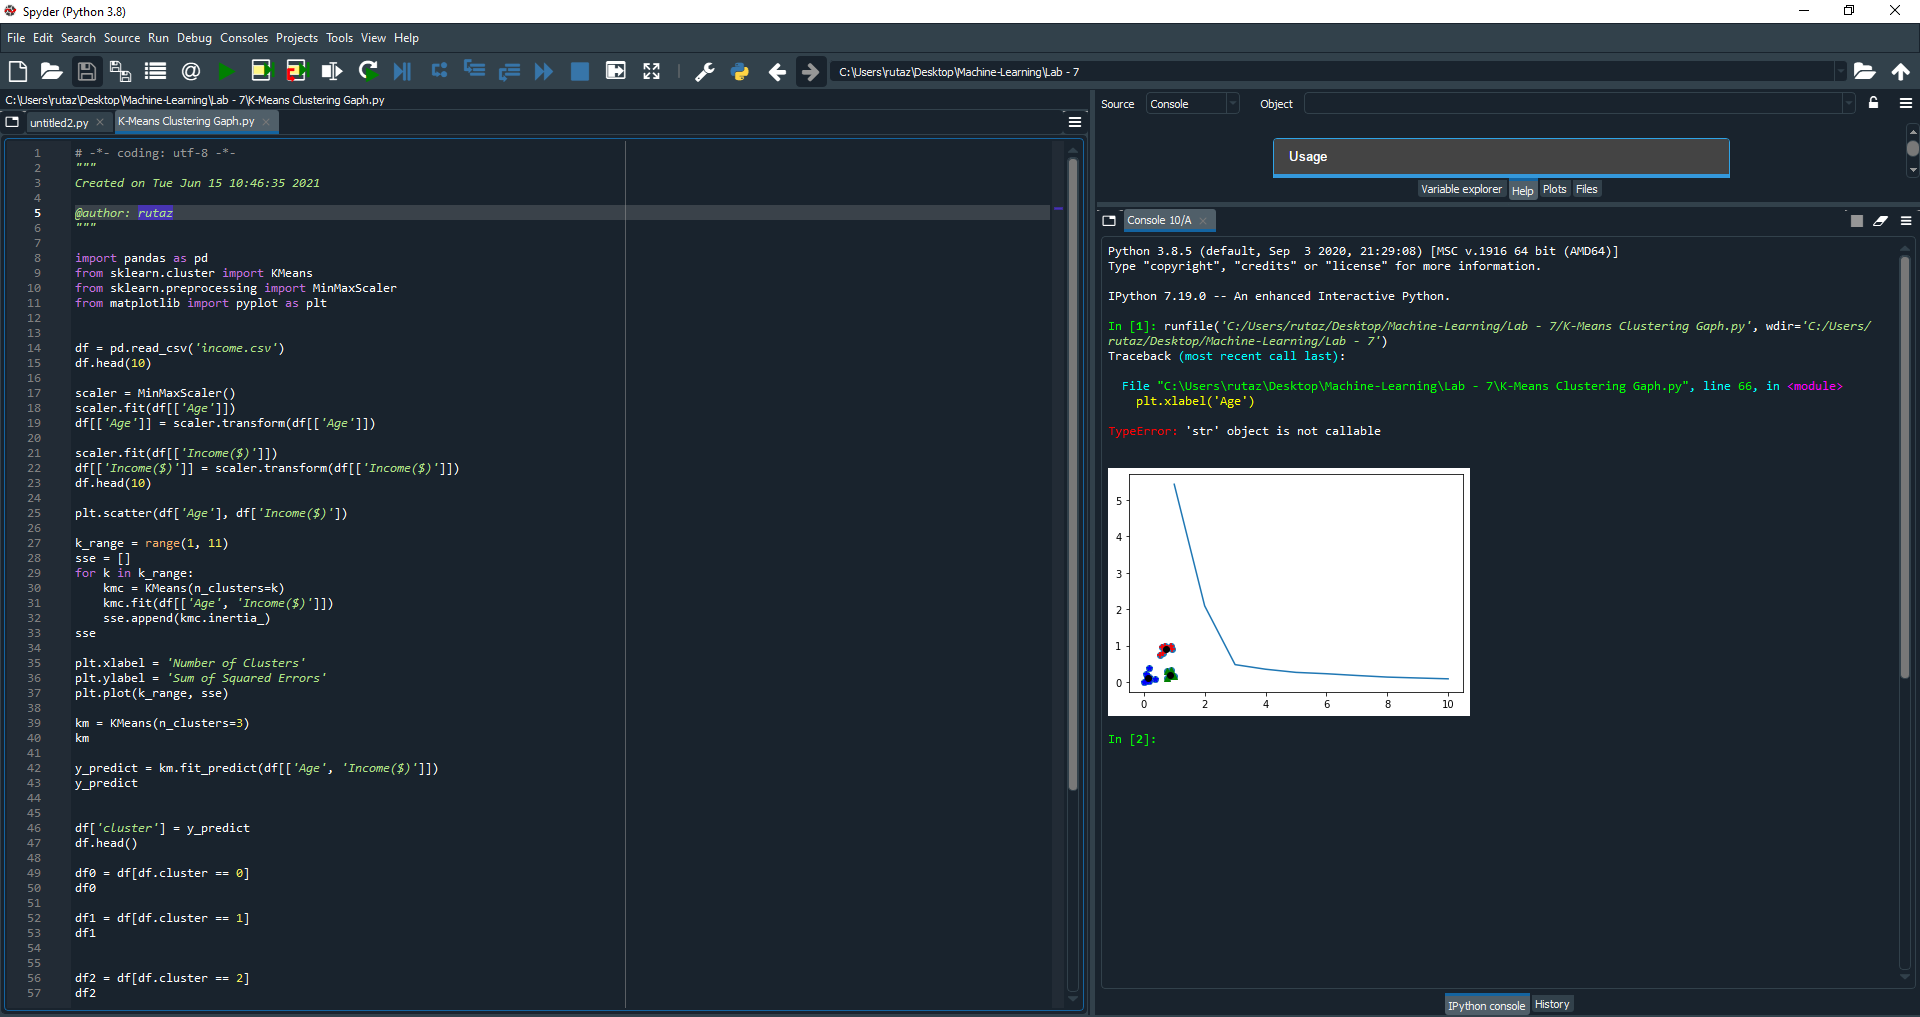 Spyder (Python 3.8)
File Edit Search Source Run Debug Consoles Projects Tools View Help
C:\Users\rutaz\Desktop\Machine-Learning\Lab - 7
C:\Users\rutaz\Desktop\Machine-Learning\Lab - 7\K-Means Clustering Gaph.py
untitled2.py
K-Means Clustering Gaph.py
1 # -*- coding: utf-8 -*-
2 """
3 Created on Tue Jun 15 10:46:35 2021
4
5 @author: rutaz
6 """
7
8 import pandas as pd
9 from sklearn.cluster import KMeans
10 from sklearn.preprocessing import MinMaxScaler
11 from matplotlib import pyplot as plt
12
13
14 df = pd.read_csv('income.csv')
15 df.head(10)
16
17 scaler = MinMaxScaler()
18 scaler.fit(df[['Age']])
19 df[['Age']] = scaler.transform(df[['Age']])
20
21 scaler.fit(df[['Income($)']])
22 df[['Income($)']] = scaler.transform(df[['Income($)']])
23 df.head(10)
24
25 plt.scatter(df['Age'], df['Income($)'])
26
27 k_range = range(1, 11)
28 sse = []
29 for k in k_range:
30 kmc = KMeans(n_clusters=k)
31 kmc.fit(df[['Age', 'Income($)']])
32 sse.append(kmc.inertia_)
33 sse
34
35 plt.xlabel = 'Number of Clusters'
36 plt.ylabel = 'Sum of Squared Errors'
37 plt.plot(k_range, sse)
38
39 km = KMeans(n_clusters=3)
40 km
41
42 y_predict = km.fit_predict(df[['Age', 'Income($)']])
43 y_predict
44
45
46 df['cluster'] = y_predict
47 df.head()
48
49 df0 = df[df.cluster == 0]
50 df0
51
52 df1 = df[df.cluster == 1]
53 df1
54
55
56 df2 = df[df.cluster == 2]
57 df2
Source Console Object
Usage
Variable explorer Help Plots Files
Console 10/A
Python 3.8.5 (default, Sep  3 2020, 21:29:08) [MSC v.1916 64 bit (AMD64)]
Type "copyright", "credits" or "license" for more information.
IPython 7.19.0 -- An enhanced Interactive Python.
In [1]: runfile('C:/Users/rutaz/Desktop/Machine-Learning/Lab - 7/K-Means Clustering Gaph.py', wdir='C:/Users/
rutaz/Desktop/Machine-Learning/Lab - 7')
Traceback (most recent call last):
File "C:\Users\rutaz\Desktop\Machine-Learning\Lab - 7\K-Means Clustering Gaph.py", line 66, in <module>
plt.xlabel('Age')
TypeError: 'str' object is not callable
5
4
3
2
1
0
0 2 4 6 8 10
In [2]:
IPython console History